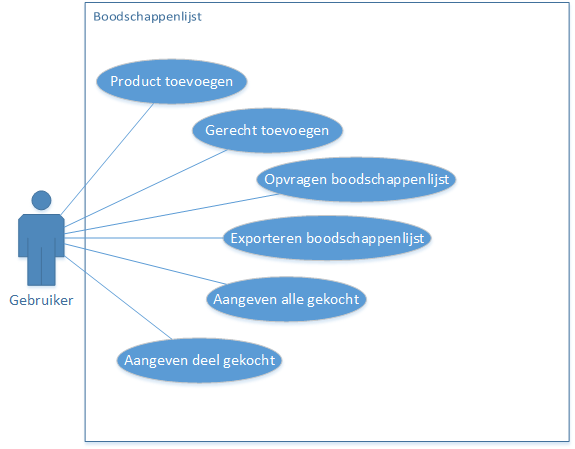 Boodschappenlijst
Product toevoegen
Gerecht toevoegen
Opvragen boodschappenlijst
Exporteren boodschappenlijst
Aangeven alle gekocht
Aangeven deel gekocht
Gebruiker